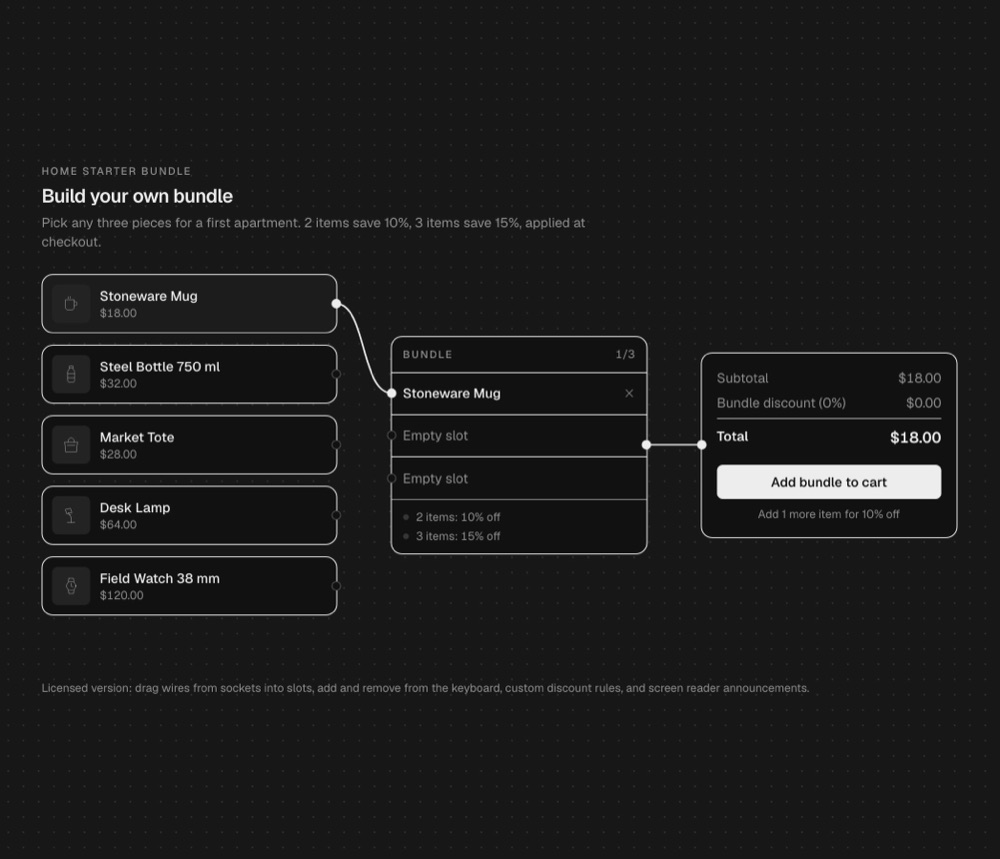 HOME STARTER BUNDLE
Build your own bundle
Pick any three pieces for a first apartment. 2 items save 10%, 3 items save 15%, applied at
checkout.
Stoneware Mug
$18.00
Steel Bottle 750 ml
$32.00
Market Tote
$28.00
Desk Lamp
$64.00
Field Watch 38 mm
$120.00
BUNDLE 1/3
Stoneware Mug ×
Empty slot
Empty slot
2 items: 10% off
3 items: 15% off
Subtotal $18.00
Bundle discount (0%) $0.00
Total $18.00
Add bundle to cart
Add 1 more item for 10% off
Licensed version: drag wires from sockets into slots, add and remove from the keyboard, custom discount rules, and screen reader announcements.